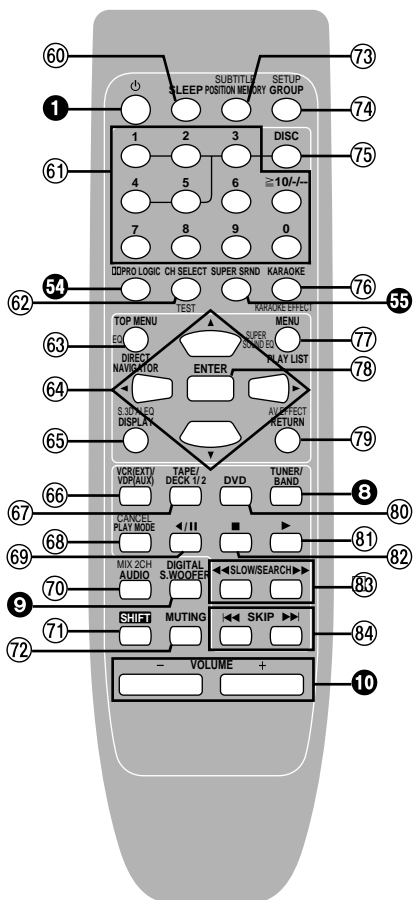 60
SUBTITLE
73
SETUP
SLEEP POSITION MEMORY GROUP
1
74
1 2 3 DISC
61
75
4 5 6 ≧10/-/--
7 8 9 0
54
PRO LOGIC CH SELECT SUPER SRND KARAOKE
76
62
TEST
KARAOKE EFFECT
55
TOP MENU
MENU
63
EQ
SUPER
SOUND EQ
77
DIRECT
NAVIGATOR
PLAY LIST
64
ENTER
78
S.3D A.EQ
DISPLAY
AV EFFECT
RETURN
65
79
VCR(EXT)/
VDP(AUX)
TAPE/
DECK 1/ 2
DVD
TUNER/
BAND
66
8
67
80
CANCEL
PLAY MODE
◄/II ■ ►
68
81
69
82
MIX 2CH
AUDIO
DIGITAL
S.WOOFER
◄◄SLOW/SEARCH►►
70
83
9
SHIFT MUTING
I◄◄ SKIP ►►I
71
84
72
− VOLUME +
10